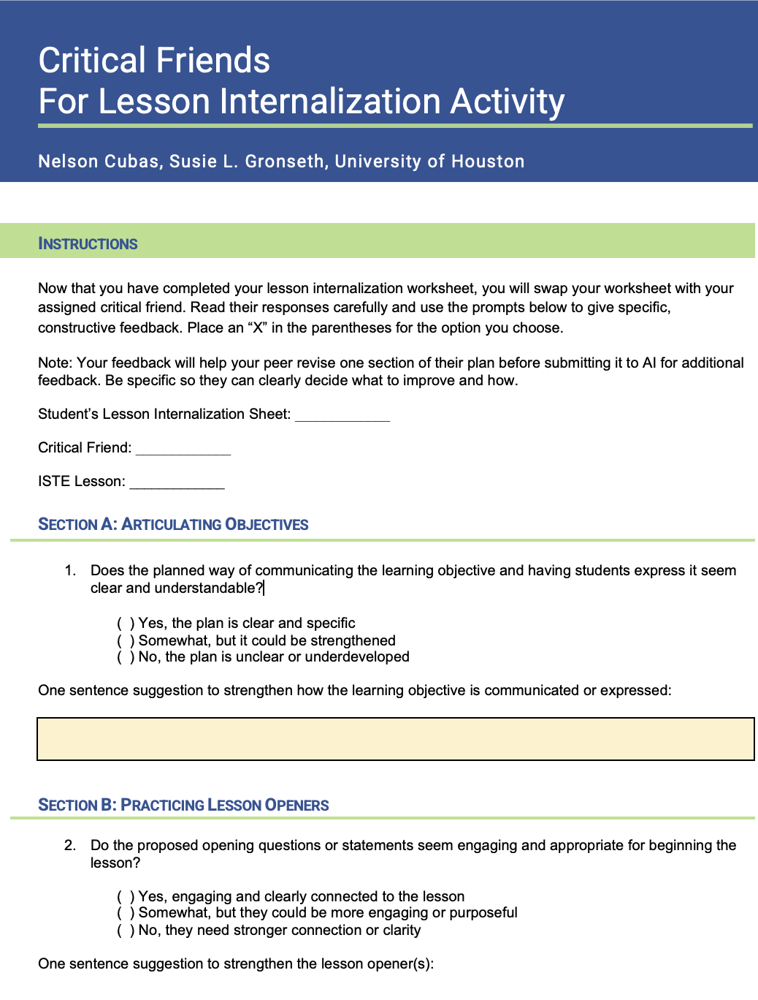 Critical Friends
For Lesson Internalization Activity
Nelson Cubas, Susie L. Gronseth, University of Houston
INSTRUCTIONS
Now that you have completed your lesson internalization worksheet, you will swap your worksheet with your
assigned critical friend. Read their responses carefully and use the prompts below to give specific,
constructive feedback. Place an “X” in the parentheses for the option you choose.
Note: Your feedback will help your peer revise one section of their plan before submitting it to AI for additional
feedback. Be specific so they can clearly decide what to improve and how.
Student’s Lesson Internalization Sheet: ____________
Critical Friend: ____________
ISTE Lesson: ____________
SECTION A: ARTICULATING OBJECTIVES
1. Does the planned way of communicating the learning objective and having students express it seem
clear and understandable?
( ) Yes, the plan is clear and specific
( ) Somewhat, but it could be strengthened
( ) No, the plan is unclear or underdeveloped
One sentence suggestion to strengthen how the learning objective is communicated or expressed:
SECTION B: PRACTICING LESSON OPENERS
2. Do the proposed opening questions or statements seem engaging and appropriate for beginning the
lesson?
( ) Yes, engaging and clearly connected to the lesson
( ) Somewhat, but they could be more engaging or purposeful
( ) No, they need stronger connection or clarity
One sentence suggestion to strengthen the lesson opener(s):